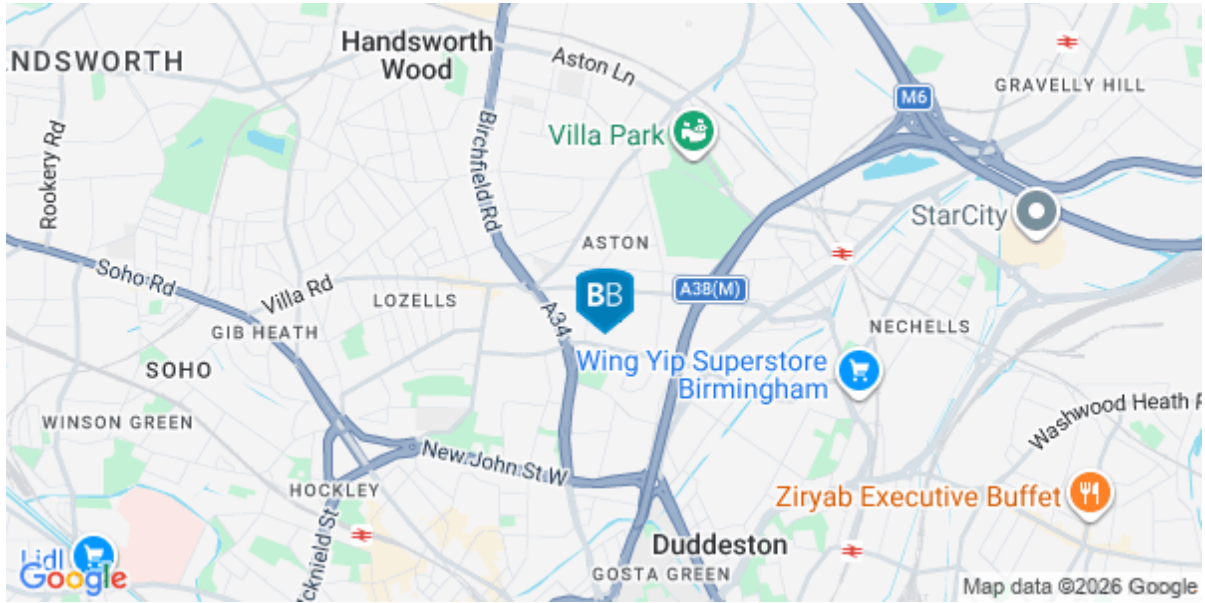 Handsworth
Wood
NDSWORTH
Aston Ln
GRAVELLY HILL
M6
Villa Park
Rookery Rd
Birchfield Rd
StarCity
ASTON
Soho Rd
Villa Rd
LOZELLS
BB
A38(M)
A34
GIB HEATH
NECHELLS
SOHO
Wing Yip Superstore
Birmingham
WINSON GREEN
Washwood Heath
New John St W
HOCKLEY
Ziryab Executive Buffet
Duddeston
Lidl
Google
GOSTA GREEN
Map data ©2026 Google